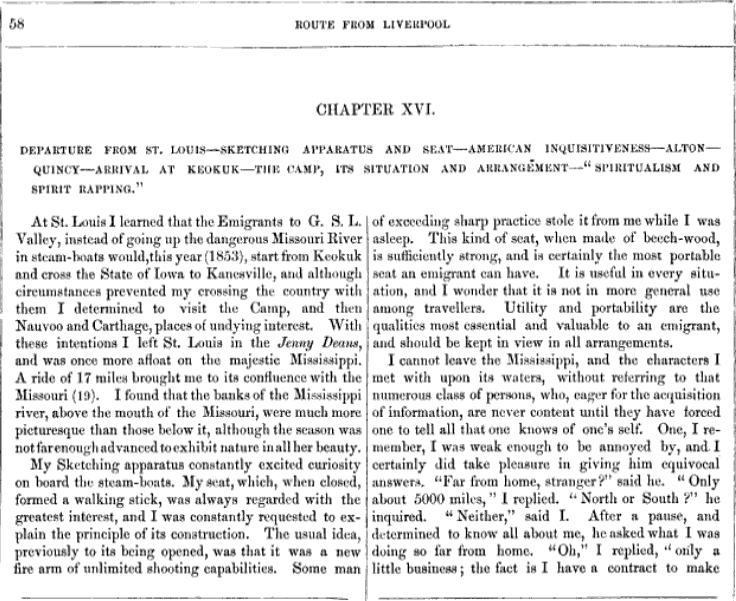 58
ROUTE FROM LIVERPOOL
CHAPTER XVI.
DEPARTURE FROM ST. LOUIS—SKETCHING APPARATUS AND SEAT—AMERICAN INQUISITIVENESS—ALTON—
QUINCY—ARRIVAL AT KEOKUK—THE CAMP, ITS SITUATION AND ARRANGEMENT—“SPIRITUALISM AND
SPIRIT RAPPING.”
At St. Louis I learned that the Emigrants to G. S. L.
Valley, instead of going up the dangerous Missouri River
in steam-boats would,this year (1853), start from Keokuk
and cross the State of Iowa to Kanesville, and although
circumstances prevented my crossing the country with
them I determined to visit the Camp, and then
Nauvoo and Carthage, places of undying interest. With
these intentions I left St. Louis in the Jenny Deans,
and was once more afloat on the majestic Mississippi.
A ride of 17 miles brought me to its confluence with the
Missouri (19). I found that the banks of the Mississippi
river, above the mouth of the Missouri, were much more
picturesque than those below it, although the season was
not far enough advanced to exhibit nature in all her beauty.
My Sketching apparatus constantly excited curiosity
on board the steam-boats. My seat, which, when closed,
formed a walking stick, was always regarded with the
greatest interest, and I was constantly requested to ex-
plain the principle of its construction. The usual idea,
previously to its being opened, was that it was a new
fire arm of unlimited shooting capabilities. Some man
of exceeding sharp practice stole it from me while I was
asleep. This kind of seat, when made of beech-wood,
is sufficiently strong, and is certainly the most portable
seat an emigrant can have. It is useful in every situ-
ation, and I wonder that it is not in more general use
among travellers. Utility and portability are the
qualities most essential and valuable to an emigrant,
and should be kept in view in all arrangements.
I cannot leave the Mississippi, and the characters I
met with upon its waters, without referring to that
numerous class of persons, who, eager for the acquisition
of information, are never content until they have forced
one to tell all that one knows of one's self. One, I re-
member, I was weak enough to be annoyed by, and I
certainly did take pleasure in giving him equivocal
answers. “Far from home, stranger?” said he. “Only
about 5000 miles,” I replied. “North or South?” he
inquired. “Neither,” said I. After a pause, and
determined to know all about me, he asked what I was
doing so far from home. “Oh,” I replied, “only a
little business; the fact is I have a contract to make